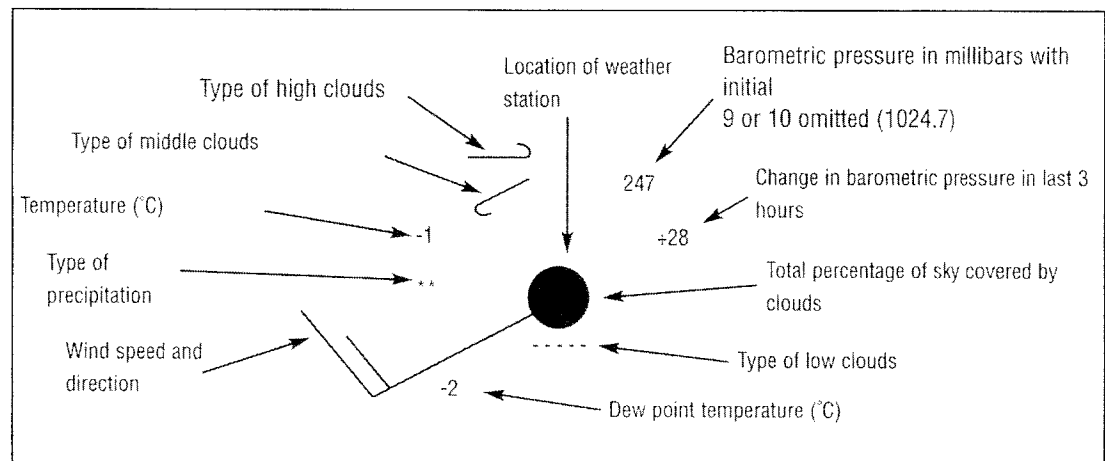 Type of high clouds
Location of weather
station
Barometric pressure in millibars with
initial
9 or 10 omitted (1024.7)
Type of middle clouds
247
Change in barometric pressure in last 3
hours
Temperature (°C)
-1
÷28
Type of
precipitation
**
Total percentage of sky covered by
clouds
Wind speed and
direction
Type of low clouds
-2
Dew point temperature (°C)